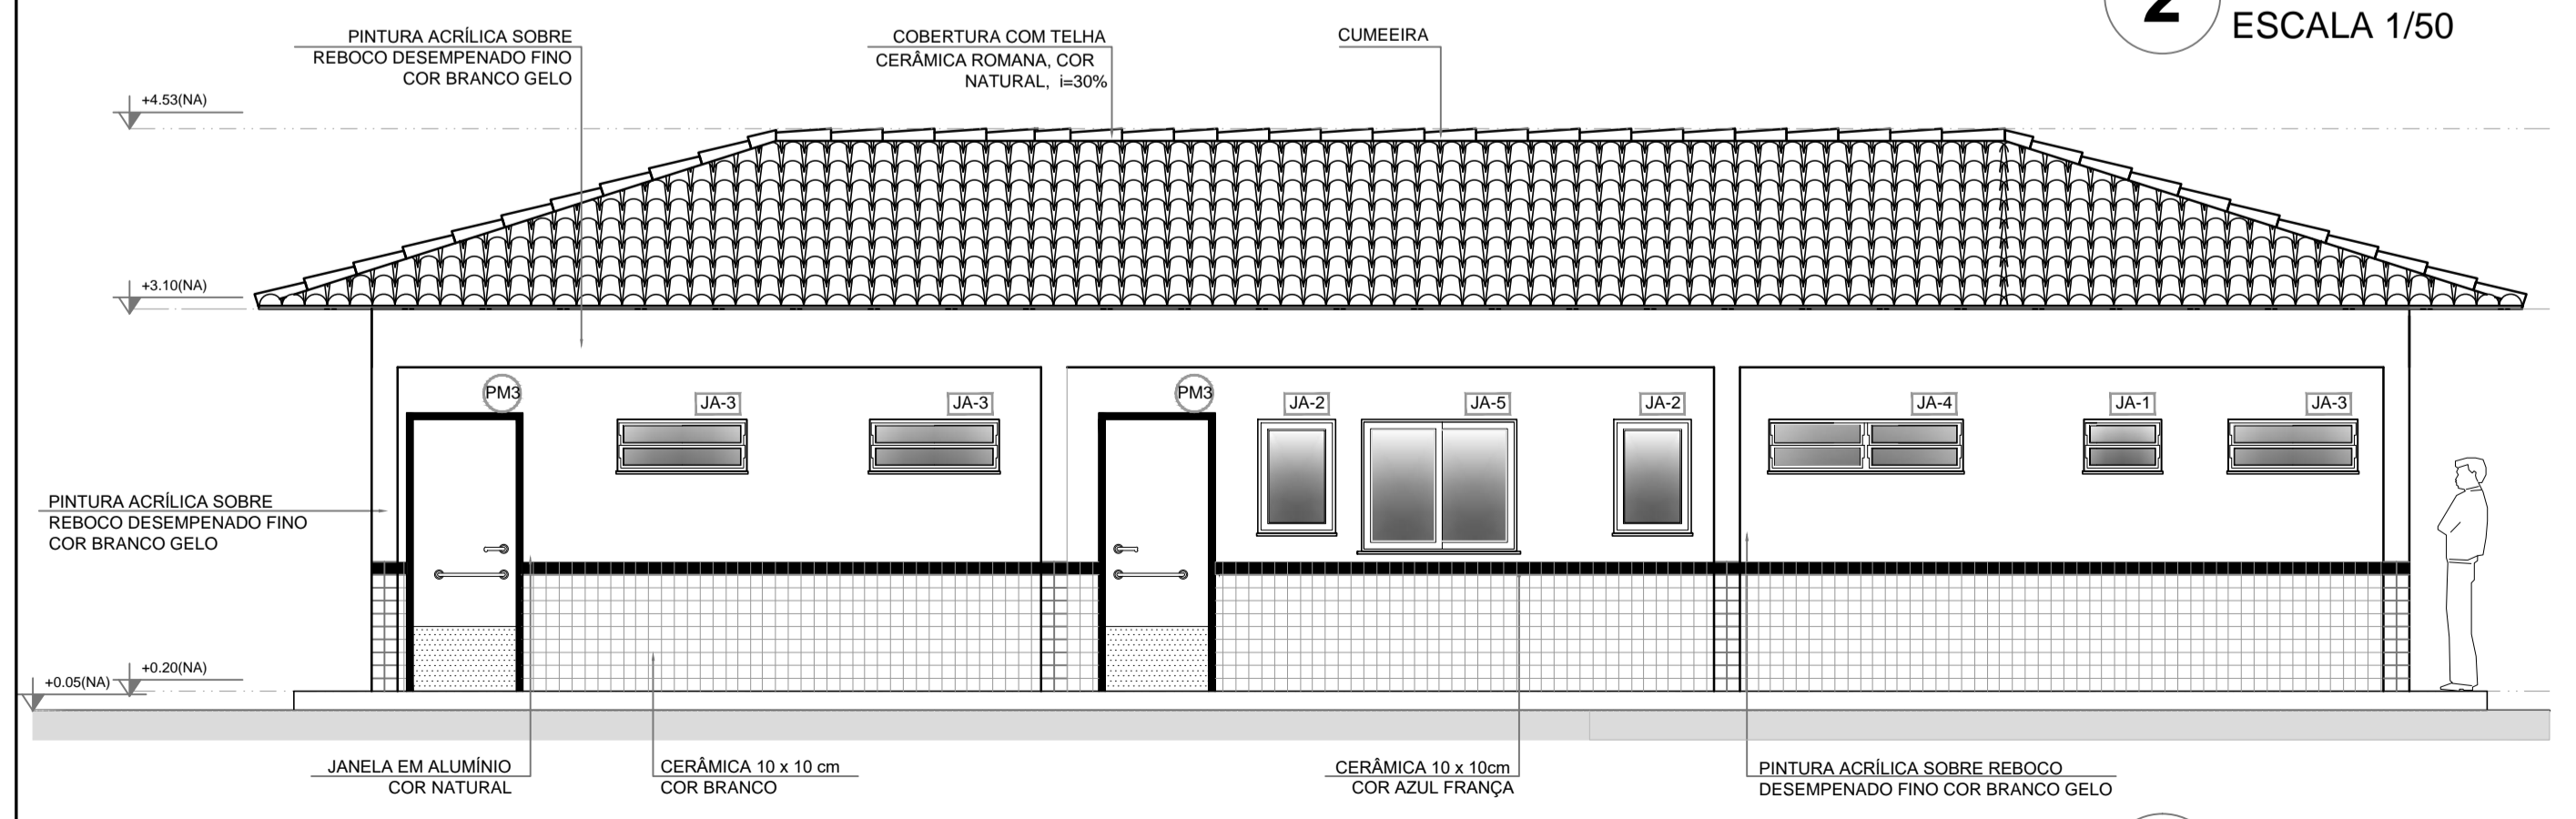 2
ESCALA 1/50
PINTURA ACRÍLICA SOBRE
REBOCO DESEMPENADO FINO
COR BRANCO GELO
COBERTURA COM TELHA
CERÂMICA ROMANA, COR
NATURAL, i=30%
CUMEEIRA
+4.53(NA)
+3.10(NA)
PM3
JA-3
JA-3
PM3
JA-2
JA-5
JA-2
JA-4
JA-1
JA-3
PINTURA ACRÍLICA SOBRE
REBOCO DESEMPENADO FINO
COR BRANCO GELO
+0.20(NA)
+0.05(NA)
JANELA EM ALUMÍNIO
COR NATURAL
CERÂMICA 10 x 10 cm
COR BRANCO
CERÂMICA 10 x 10cm
COR AZUL FRANÇA
PINTURA ACRÍLICA SOBRE REBOCO
DESEMPENADO FINO COR BRANCO GELO